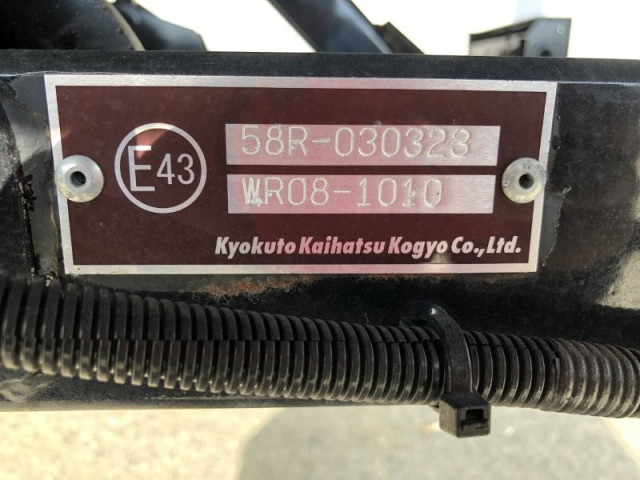 E43
58R-030323
WR08-1010
Kyokuto Kaihatsu Kogyo Co., Ltd.